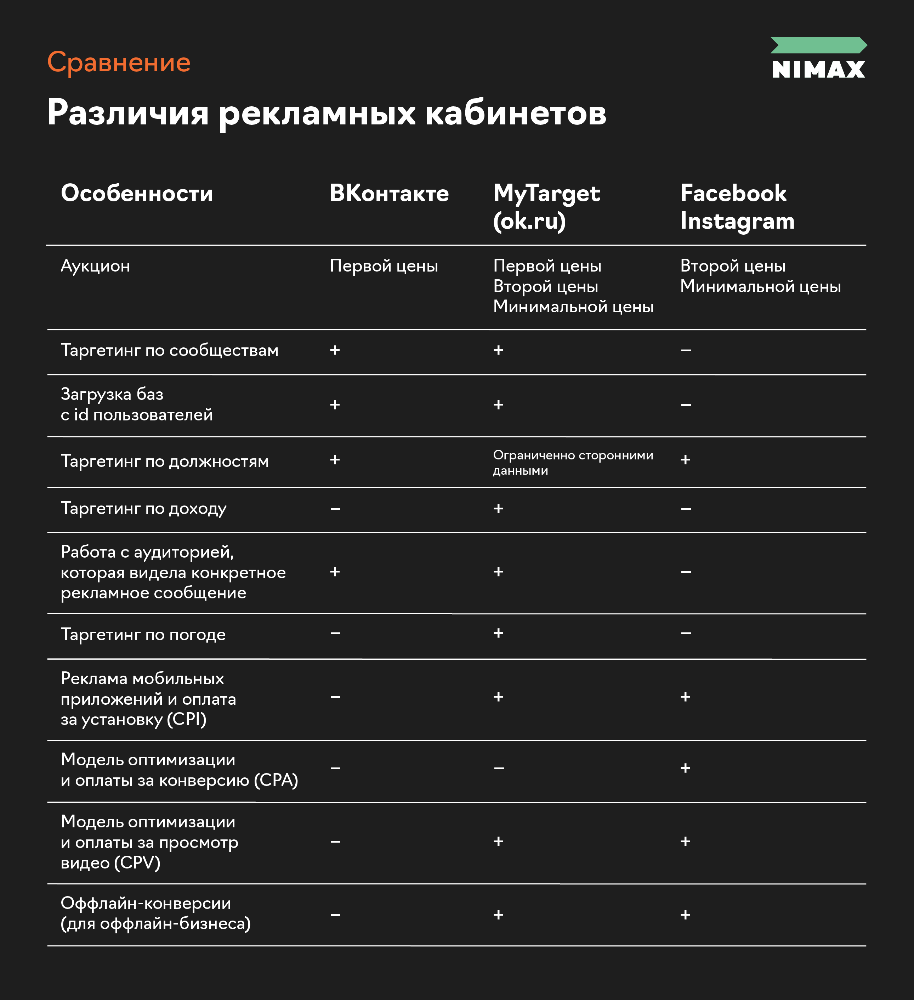 Сравнение
NIMAX
Различия рекламных кабинетов
Особенности
ВКонтакте
MyTarget
(ok.ru)
Facebook
Instagram
Аукцион
Первой цены
Первой цены
Второй цены
Минимальной цены
Второй цены
Минимальной цены
Таргетинг по сообществам
+
+
–
Загрузка баз
с id пользователей
+
+
–
Таргетинг по должностям
+
Ограниченно сторонними
данными
+
Таргетинг по доходу
–
+
–
Работа с аудиторией,
которая видела конкретное
рекламное сообщение
+
+
–
Таргетинг по погоде
–
+
–
Реклама мобильных
приложений и оплата
за установку (CPI)
–
+
+
Модель оптимизации
и оплаты за конверсию (CPA)
–
–
+
Модель оптимизации
и оплаты за просмотр
видео (CPV)
–
+
+
Оффлайн-конверсии
(для оффлайн-бизнеса)
–
+
+